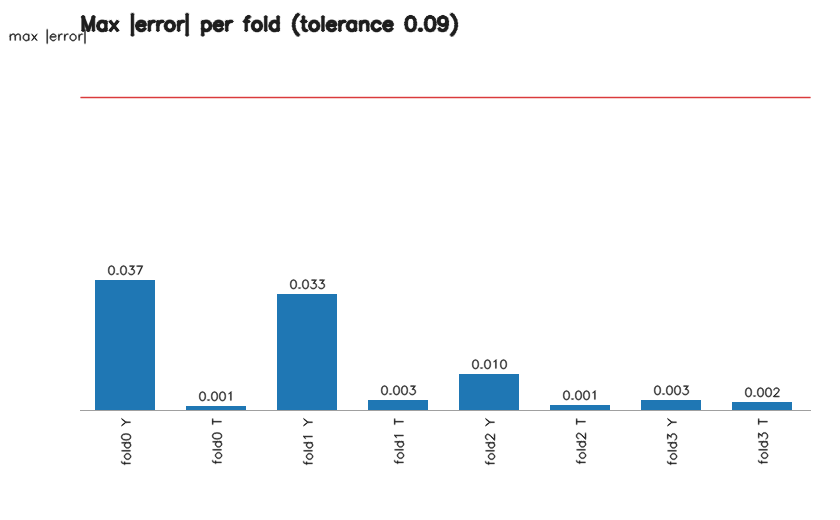 Max |error| per fold (tolerance 0.09)
max |error|
0.037
0.001
0.033
0.003
0.010
0.001
0.003
0.002
fold0 Y
fold0 T
fold1 Y
fold1 T
fold2 Y
fold2 T
fold3 Y
fold3 T